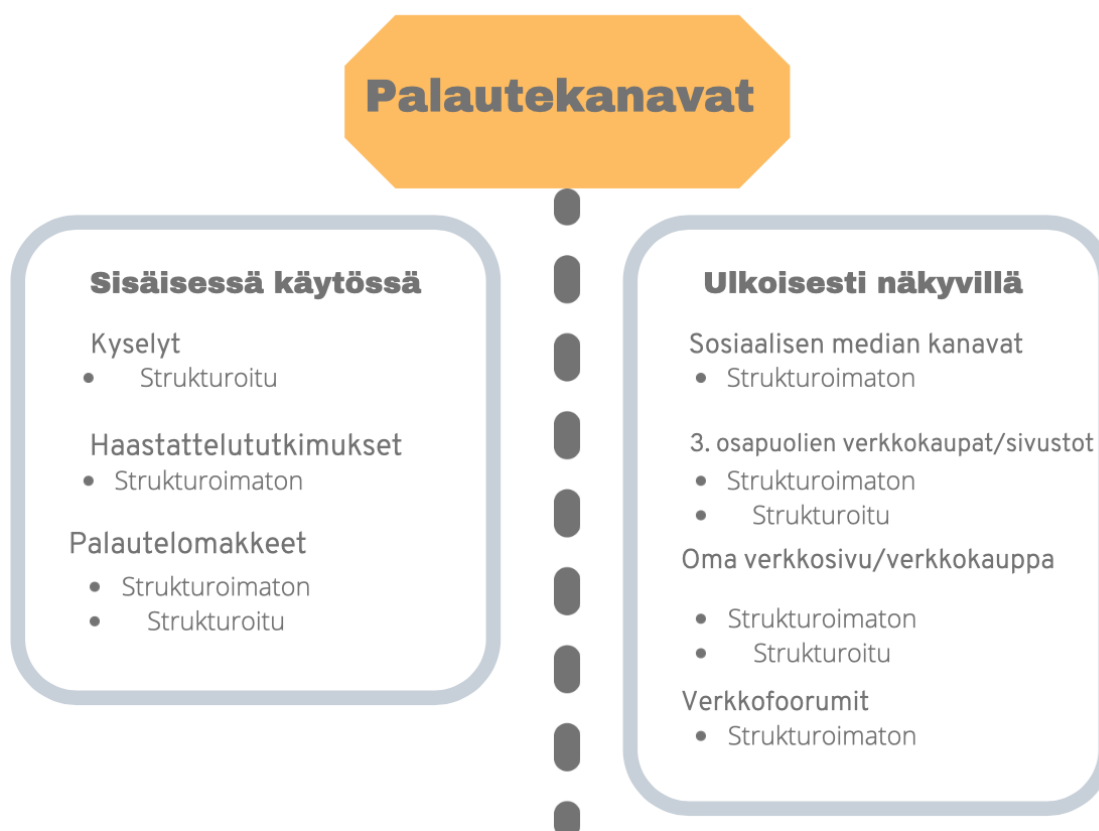 Palautekanavat
Sisäisessä käytössä
Kyselyt
• Strukturoitu
Haastattelututkimukset
• Strukturoimaton
Palautelomakkeet
• Strukturoimaton
• Strukturoitu
Ulkoisesti näkyvillä
Sosiaalisen median kanavat
• Strukturoimaton
3. osapuolien verkkokaupat/sivustot
• Strukturoimaton
• Strukturoitu
Oma verkkosivu/verkkokauppa
• Strukturoimaton
• Strukturoitu
Verkkofoorumit
• Strukturoimaton